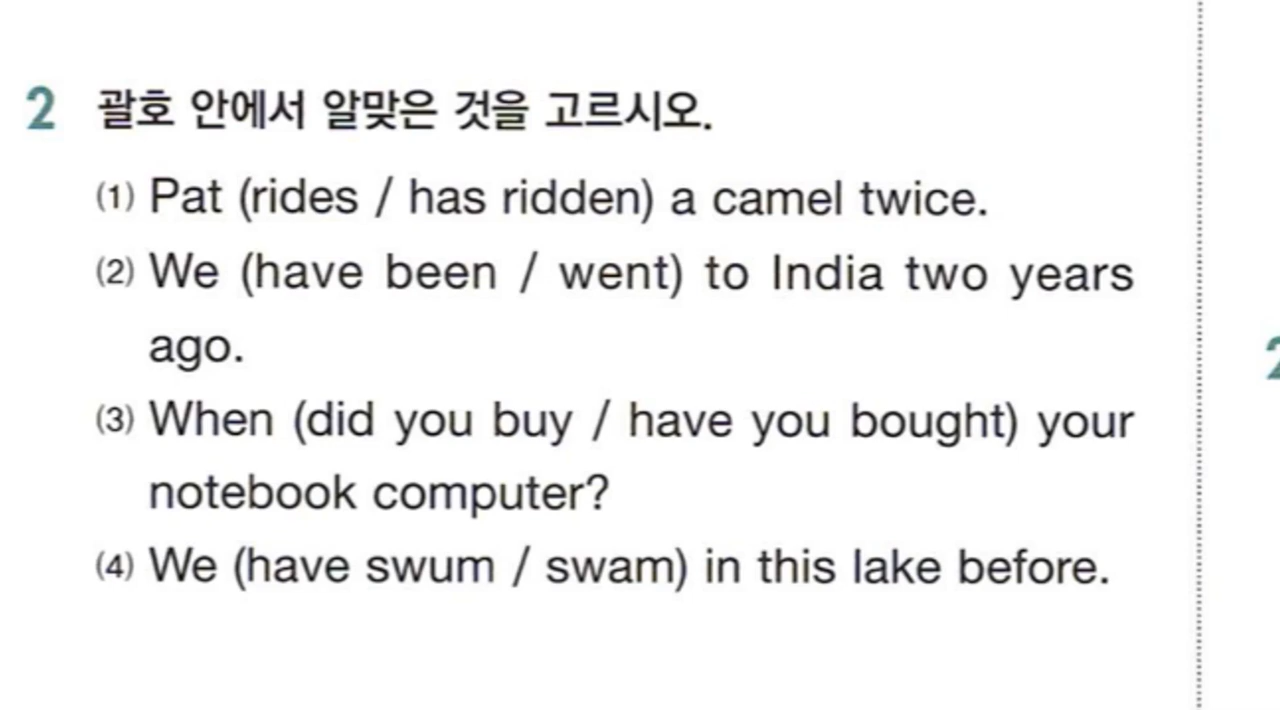 2 괄호 안에서 알맞은 것을 고르시오.
(1) Pat (rides / has ridden) a camel twice.
(2) We (have been / went) to India two years
ago.
(3) When (did you buy / have you bought) your
notebook computer?
(4) We (have swum / swam) in this lake before.
2